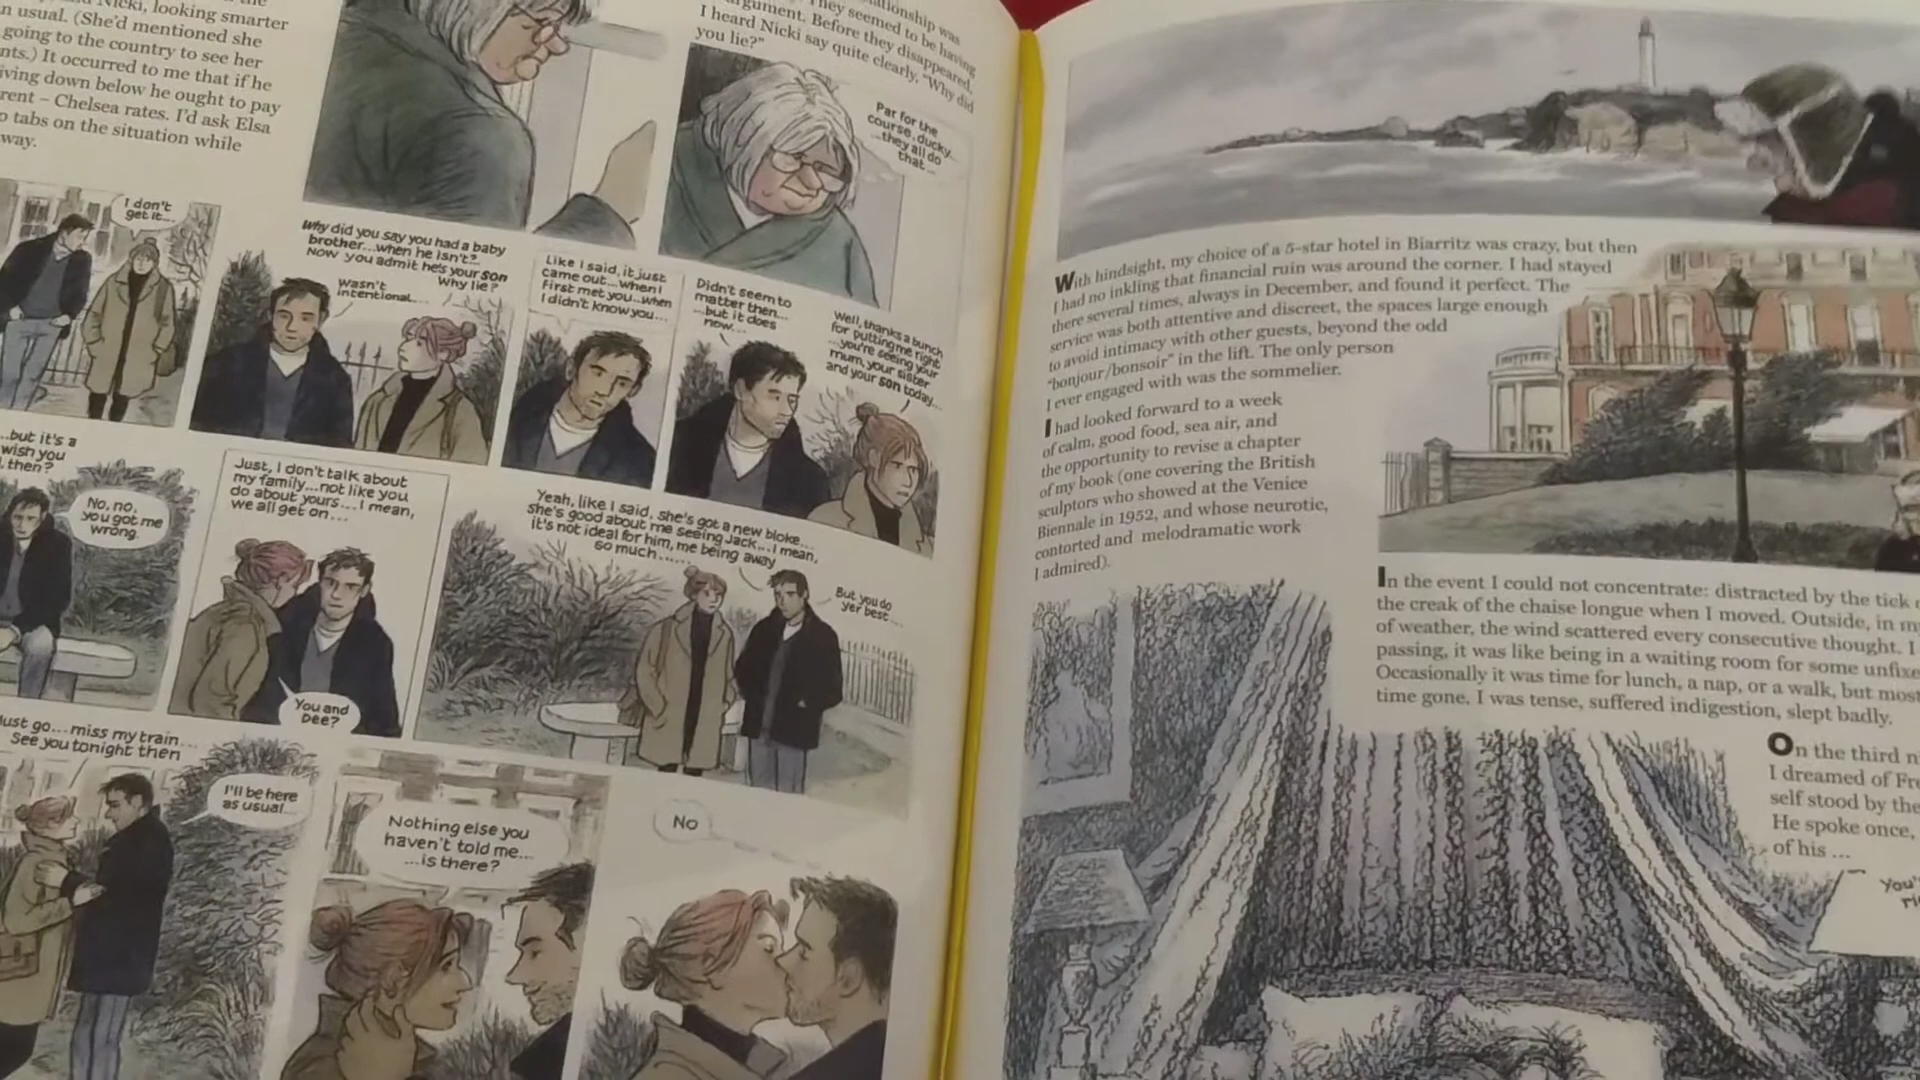 Nicki, looking smarter
n usual. (She'd mentioned she
going to the country to see her
nts.) It occurred to me that if he
iving down below he ought to pay
rent – Chelsea rates. I'd ask Elsa
o tabs on the situation while
way.
ationship was
They seemed to be having
argument. Before they disappeared,
I heard Nicki say quite clearly, "Why did
you lie?"
Par for the
course, ducky...
...they all do
that...
I don't
get it...
Why did you say you had a baby
brother...when he isn't?
Now you admit he's your son
Why lie?
Wasn't
intentional...
Like I said, it just
came out...when I
first met you...when
I didn't know you...
Didn't seem to
matter then...
...but it does
now...
Well, thanks a bunch
for putting me right
...you're seeing your
mum, your sister
and your son today...
...but it's a
wish you
, then?
No, no,
you got me
wrong.
Just, I don't talk about
my family...not like you
do about yours...I mean,
we all get on...
You and
Dee?
Yeah, like I said, she's got a new bloke...
she's good about me seeing Jack...I mean,
it's not ideal for him, me being away
so much......
But you do
yer best...
ust go...miss my train...
See you tonight then
I'll be here
as usual...
Nothing else you
haven't told me...
...is there?
No
With hindsight, my choice of a 5-star hotel in Biarritz was crazy, but then
I had no inkling that financial ruin was around the corner. I had stayed
there several times, always in December, and found it perfect. The
service was both attentive and discreet, the spaces large enough
to avoid intimacy with other guests, beyond the odd
"bonjour/bonsoir" in the lift. The only person
I ever engaged with was the sommelier.
I had looked forward to a week
of calm, good food, sea air, and
the opportunity to revise a chapter
of my book (one covering the British
sculptors who showed at the Venice
Biennale in 1952, and whose neurotic,
contorted and melodramatic work
I admired).
In the event I could not concentrate: distracted by the tick
the creak of the chaise longue when I moved. Outside, in m
of weather, the wind scattered every consecutive thought. I
passing, it was like being in a waiting room for some unfixe
Occasionally it was time for lunch, a nap, or a walk, but most
time gone. I was tense, suffered indigestion, slept badly.
On the third n
I dreamed of Fr
self stood by the
He spoke once,
of his ...
You'
ri